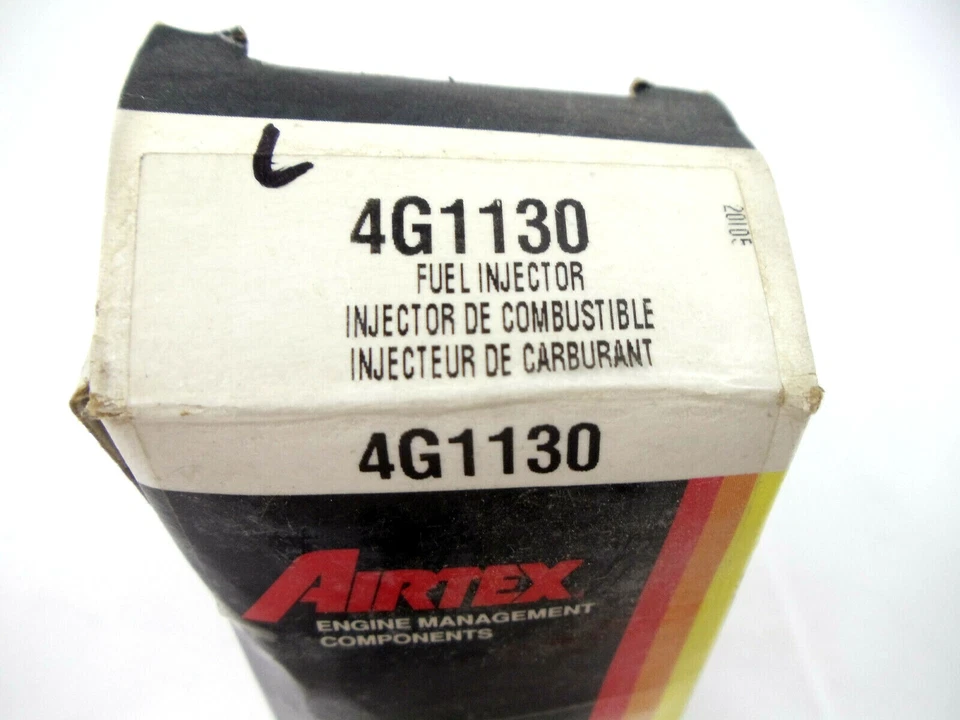 4G1130
FUEL INJECTOR
INJECTOR DE COMBUSTIBLE
INJECTEUR DE CARBURANT
4G1130
AIRTEX
ENGINE MANAGEMENT
COMPONENTS